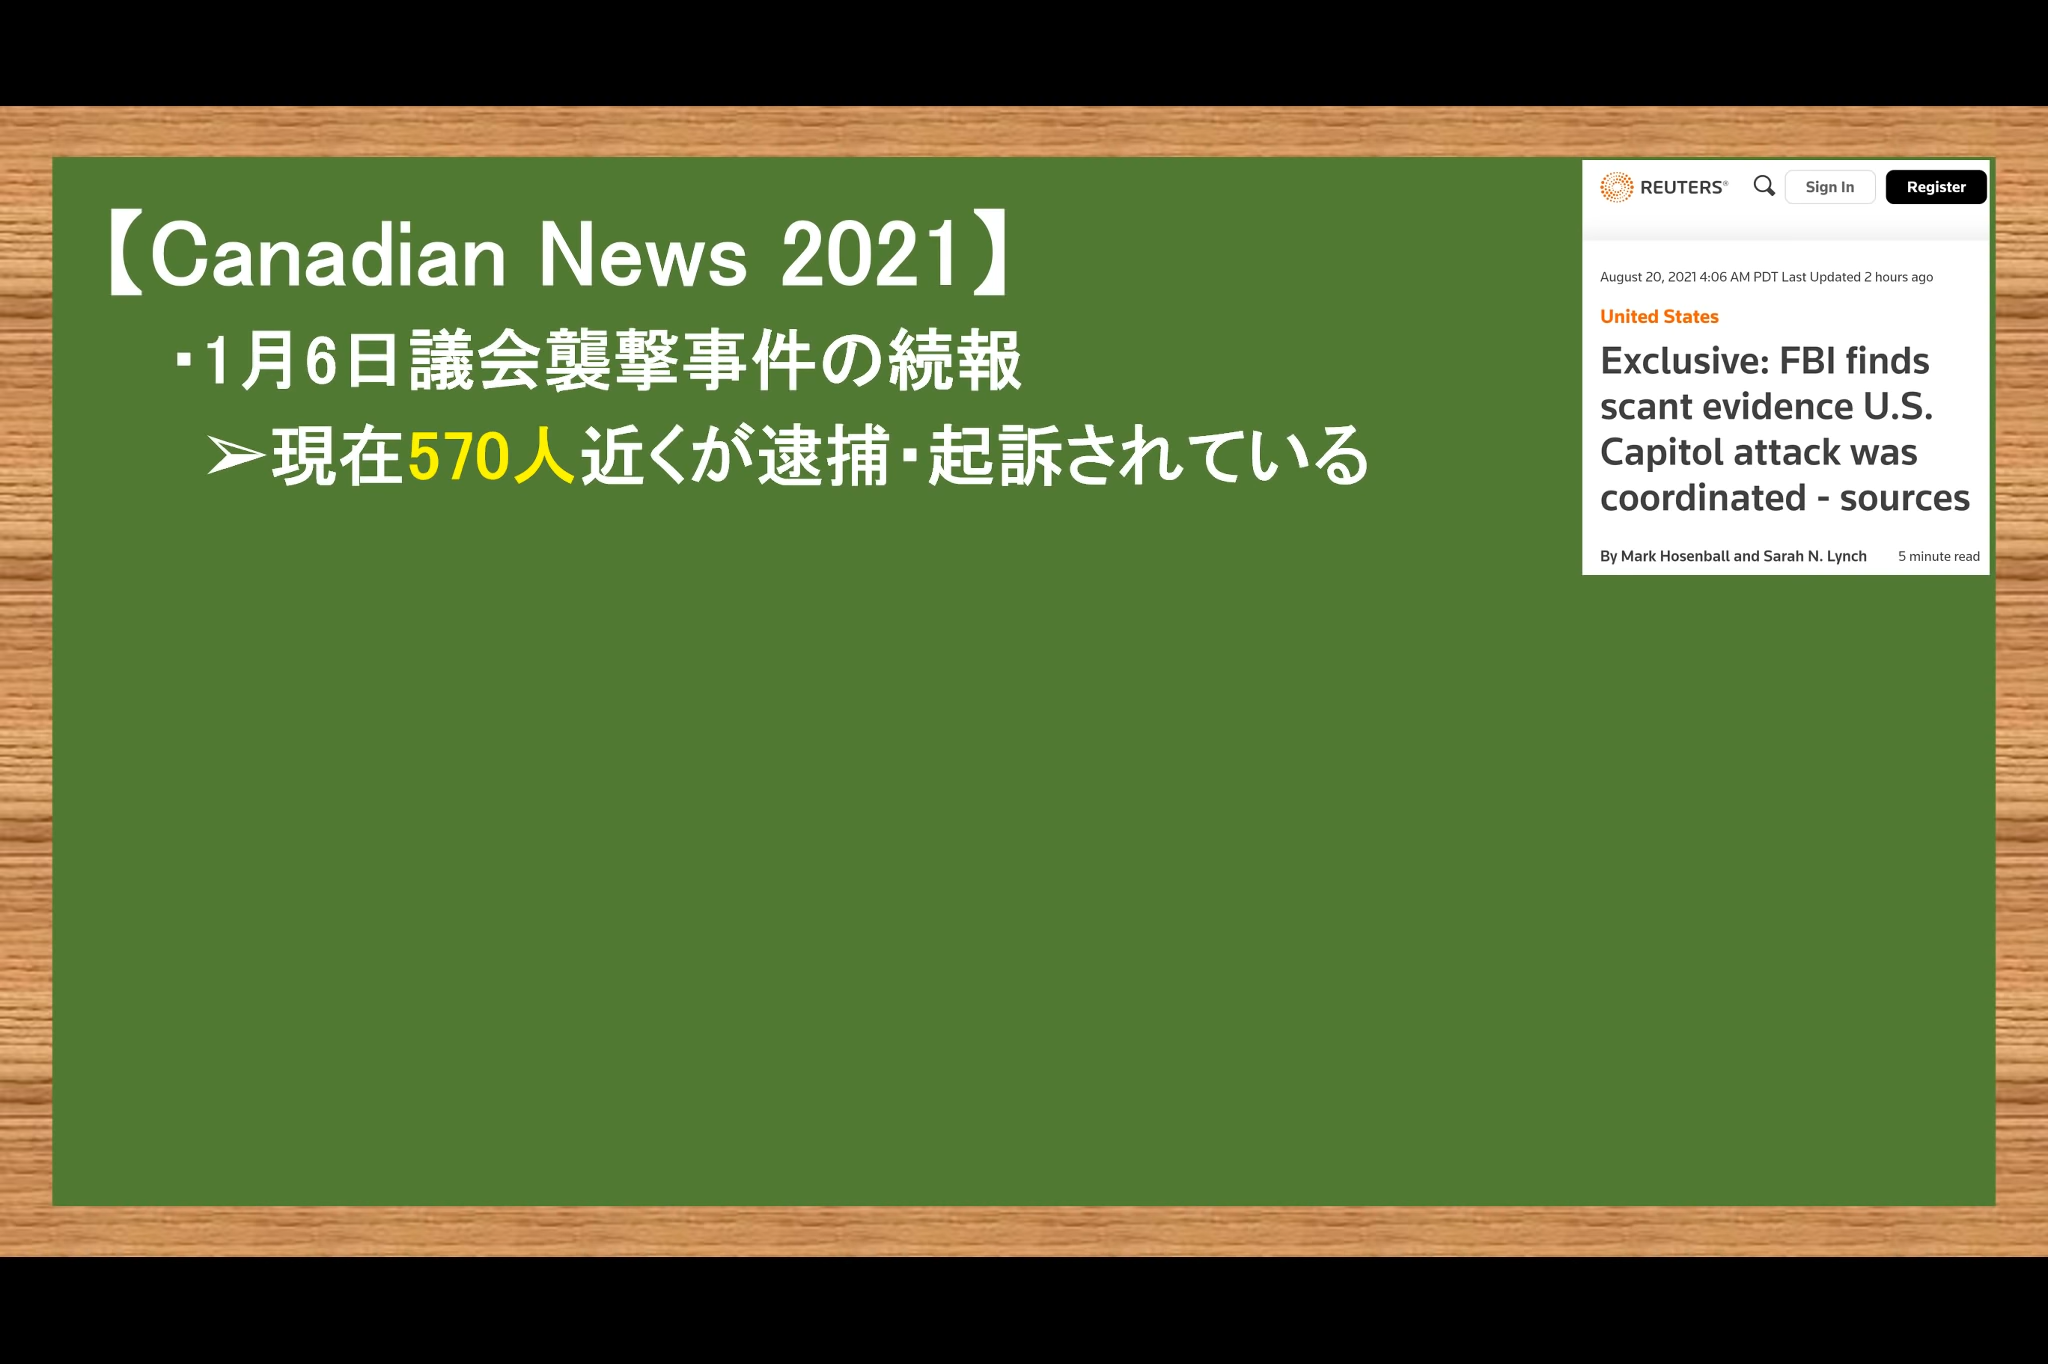 【Canadian News 2021】
・1月6日議会襲撃事件の続報
➢現在570人近くが逮捕・起訴されている
REUTERS® Sign In Register
August 20, 2021 4:06 AM PDT Last Updated 2 hours ago
United States
Exclusive: FBI finds
scant evidence U.S.
Capitol attack was
coordinated - sources
By Mark Hosenball and Sarah N. Lynch 5 minute read